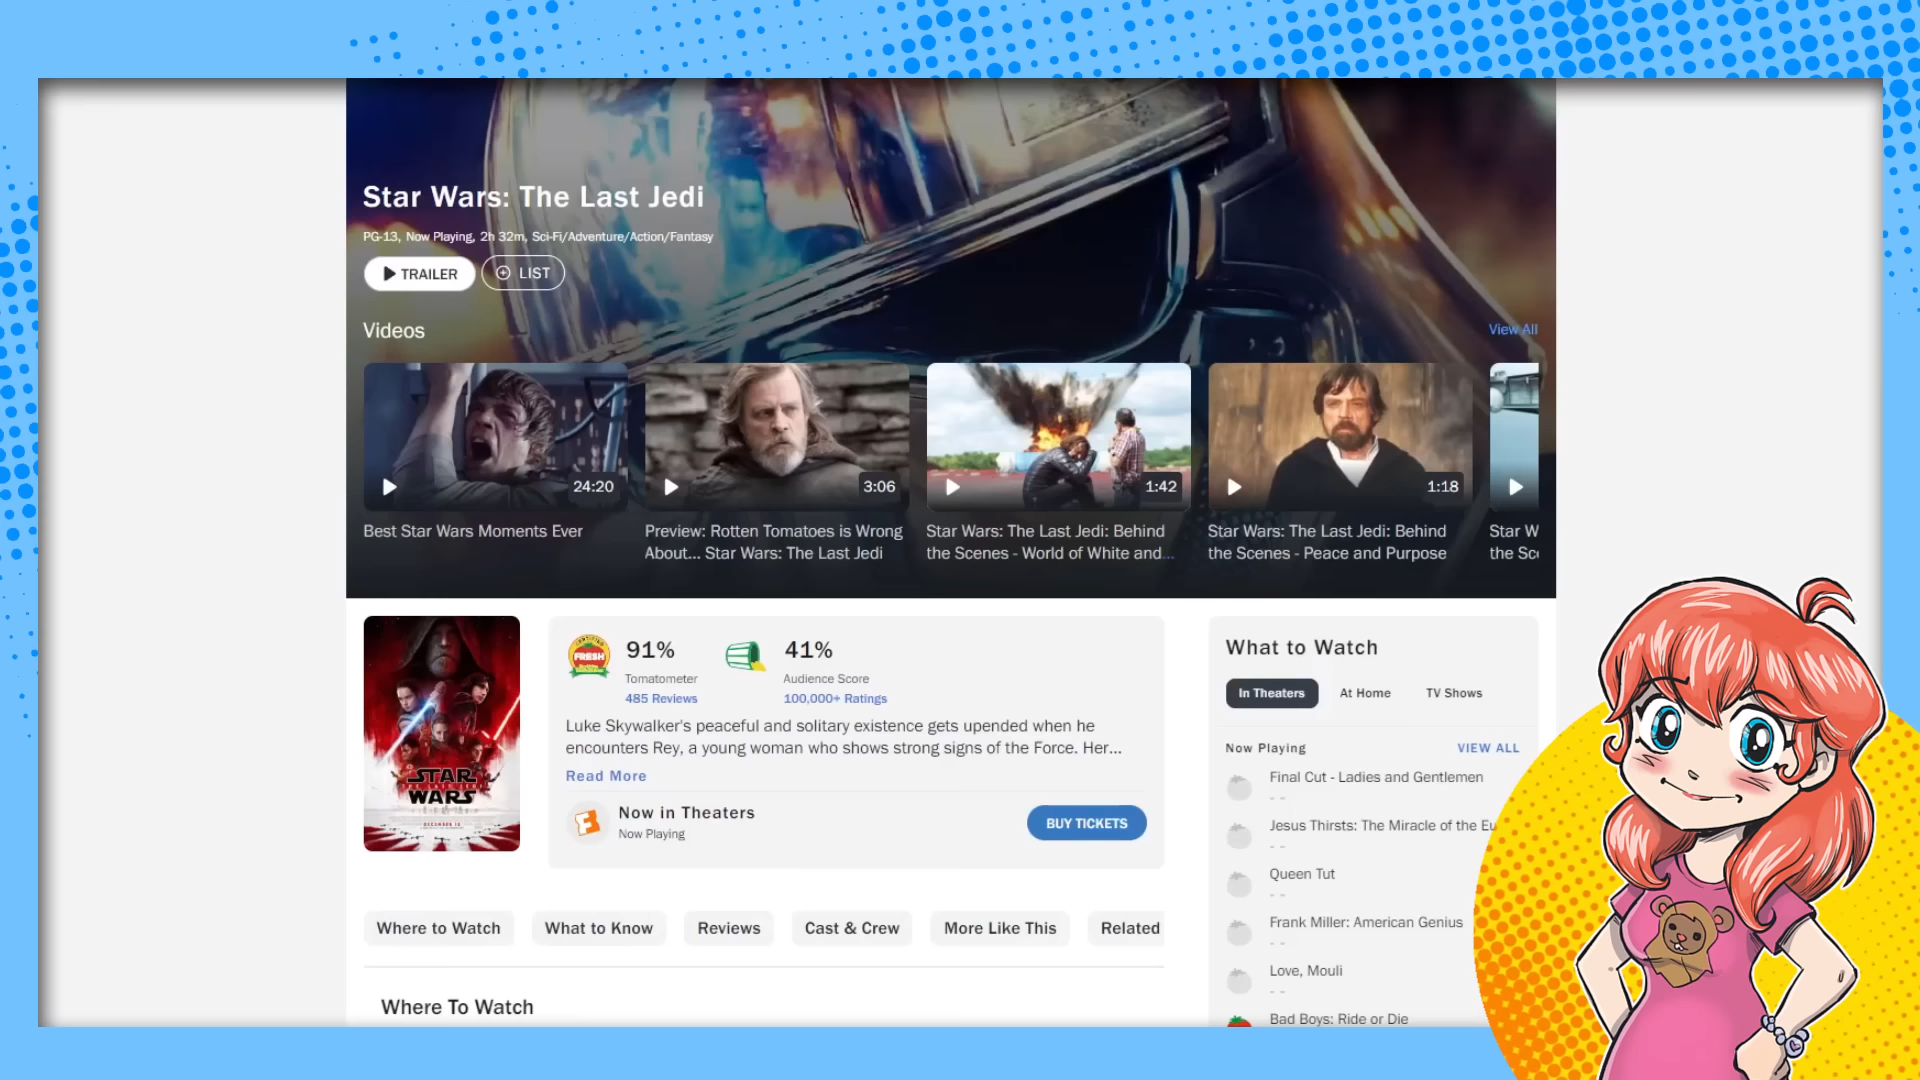 Star Wars: The Last Jedi
PG-13, Now Playing, 2h 32m, Sci-Fi/Adventure/Action/Fantasy
TRAILER
LIST
Videos
View All
24:20
3:06
1:42
1:18
Best Star Wars Moments Ever
Preview: Rotten Tomatoes is Wrong
About... Star Wars: The Last Jedi
Star Wars: The Last Jedi: Behind
the Scenes - World of White and...
Star Wars: The Last Jedi: Behind
the Scenes - Peace and Purpose
Star W
the Sc
STAR
WARS
CERTIFIED
FRESH
91%
Tomatometer
485 Reviews
41%
Audience Score
100,000+ Ratings
Luke Skywalker's peaceful and solitary existence gets upended when he
encounters Rey, a young woman who shows strong signs of the Force. Her...
Read More
Now in Theaters
Now Playing
BUY TICKETS
Where to Watch
What to Know
Reviews
Cast & Crew
More Like This
Related
Where To Watch
What to Watch
In Theaters
At Home
TV Shows
Now Playing
VIEW ALL
Final Cut - Ladies and Gentlemen
- -
Jesus Thirsts: The Miracle of the Eu
- -
Queen Tut
- -
Frank Miller: American Genius
- -
Love, Mouli
- -
Bad Boys: Ride or Die